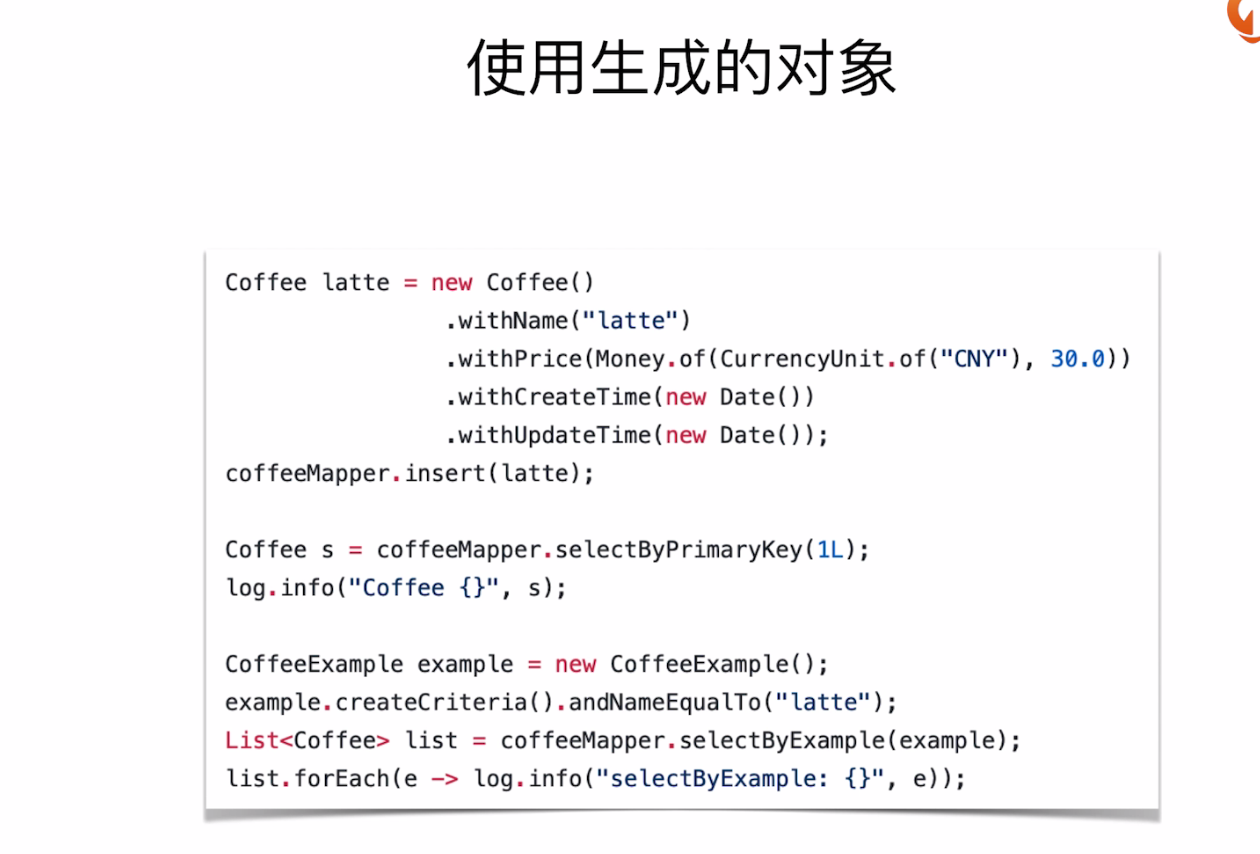 使用生成的对象
Coffee latte = new Coffee()
.withName("latte")
.withPrice(Money.of(CurrencyUnit.of("CNY"), 30.0))
.withCreateTime(new Date())
.withUpdateTime(new Date());
coffeeMapper.insert(latte);
Coffee s = coffeeMapper.selectByPrimaryKey(1L);
log.info("Coffee {}", s);
CoffeeExample example = new CoffeeExample();
example.createCriteria().andNameEqualTo("latte");
List<Coffee> list = coffeeMapper.selectByExample(example);
list.forEach(e -> log.info("selectByExample: {}", e));